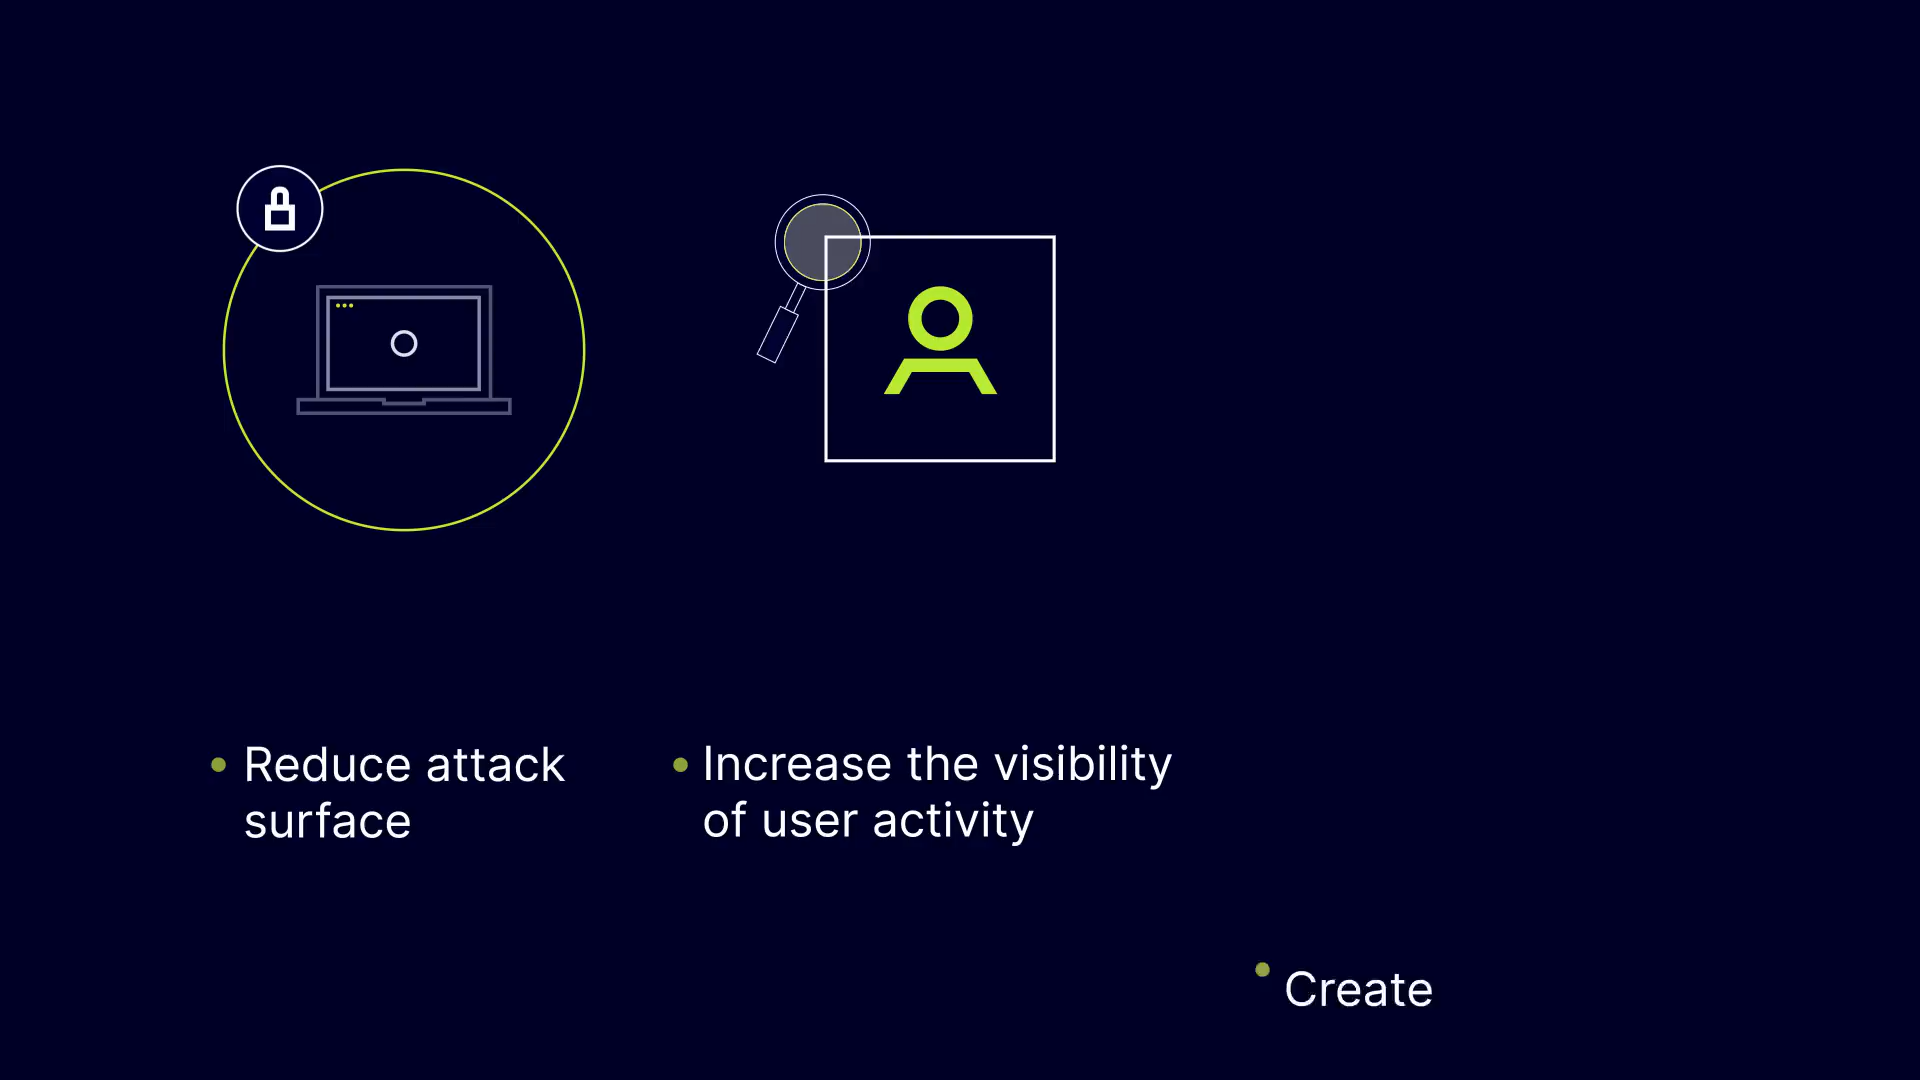 Reduce attack
surface
Increase the visibility
of user activity
Create